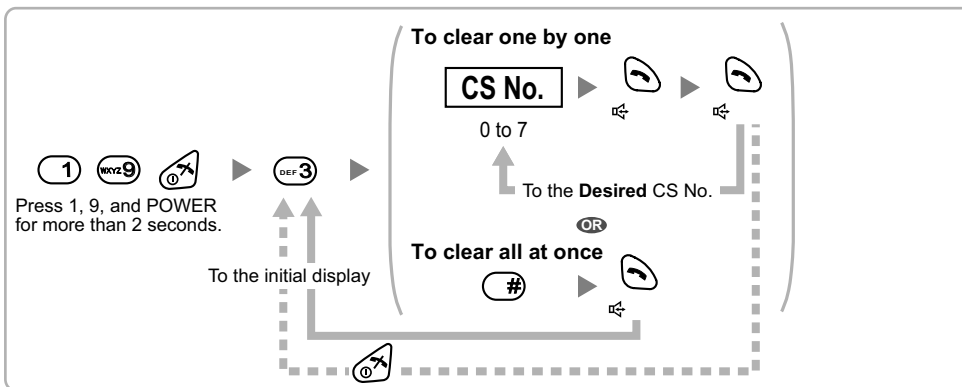 To clear one by one
CS No.
0 to 7
1 WXYZ 9 DEF 3
Press 1, 9, and POWER
for more than 2 seconds.
To the Desired CS No.
OR
To clear all at once
To the initial display
#